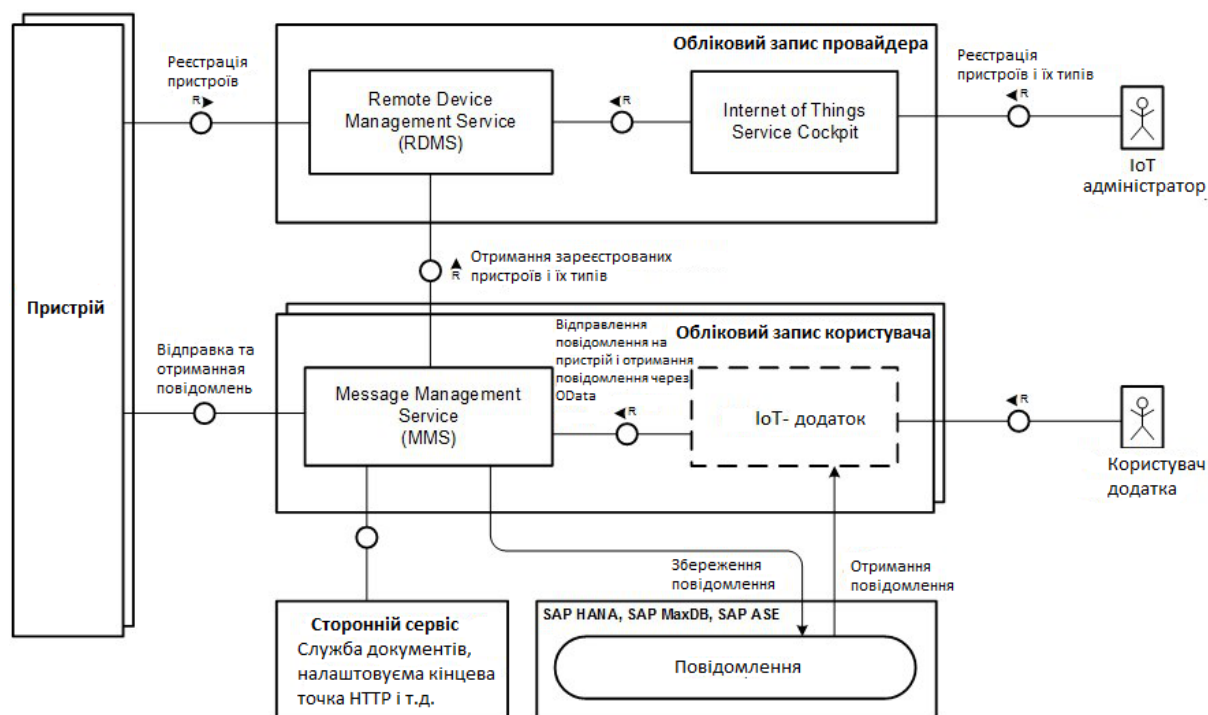 Обліковий запис провайдера
Реєстрація
пристроїв
R
Remote Device
Management Service
(RDMS)
R
Internet of Things
Service Cockpit
Реєстрація
пристроїв і їх типів
R
IoT
адміністратор
R
Отримання зареєстрованих
пристроїв і їх типів
Пристрій
Відправка та
отриманная
повідомлень
Обліковий запис користувача
Відправлення
повідомлення на
пристрій і отримання
повідомлення через
OData
R
Message Management
Service
(MMS)
IoT- додаток
R
Користувач
додатка
Збереження
повідомлення
Отримання
повідомлення
Сторонній сервіс
Служба документів,
налаштовуєма кінцева
точка HTTP і т.д.
SAP HANA, SAP MaxDB, SAP ASE
Повідомлення